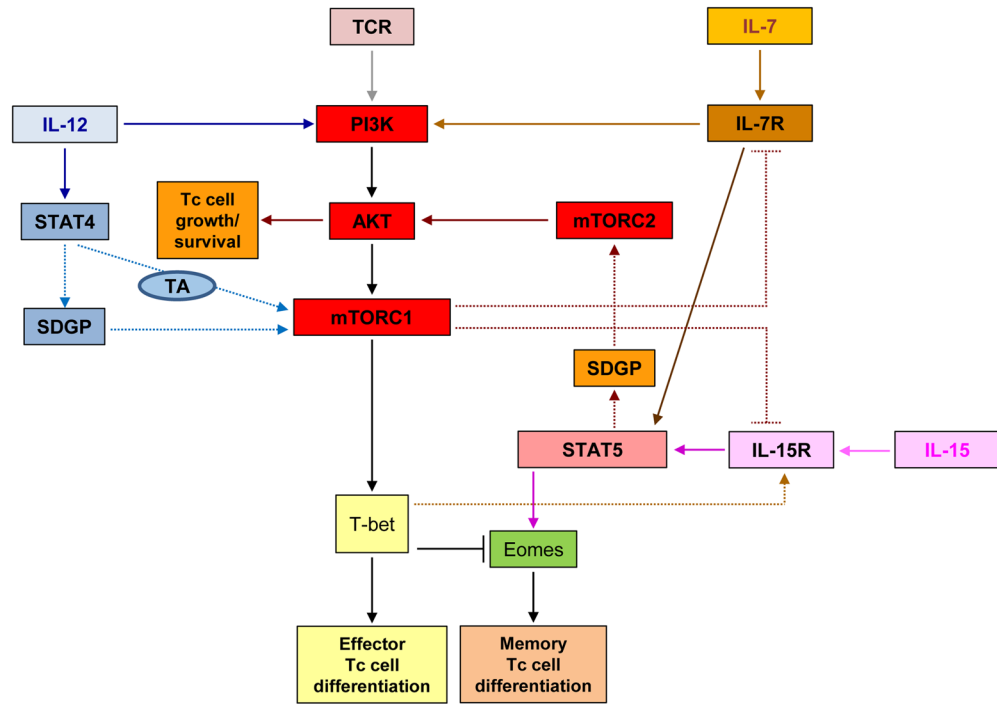 TCR
IL-7
IL-12
PI3K
IL-7R
Tc cell
growth/
survival
STAT4
AKT
mTORC2
TA
SDGP
mTORC1
SDGP
STAT5
IL-15R
IL-15
T-bet
Eomes
Effector
Tc cell
differentiation
Memory
Tc cell
differentiation